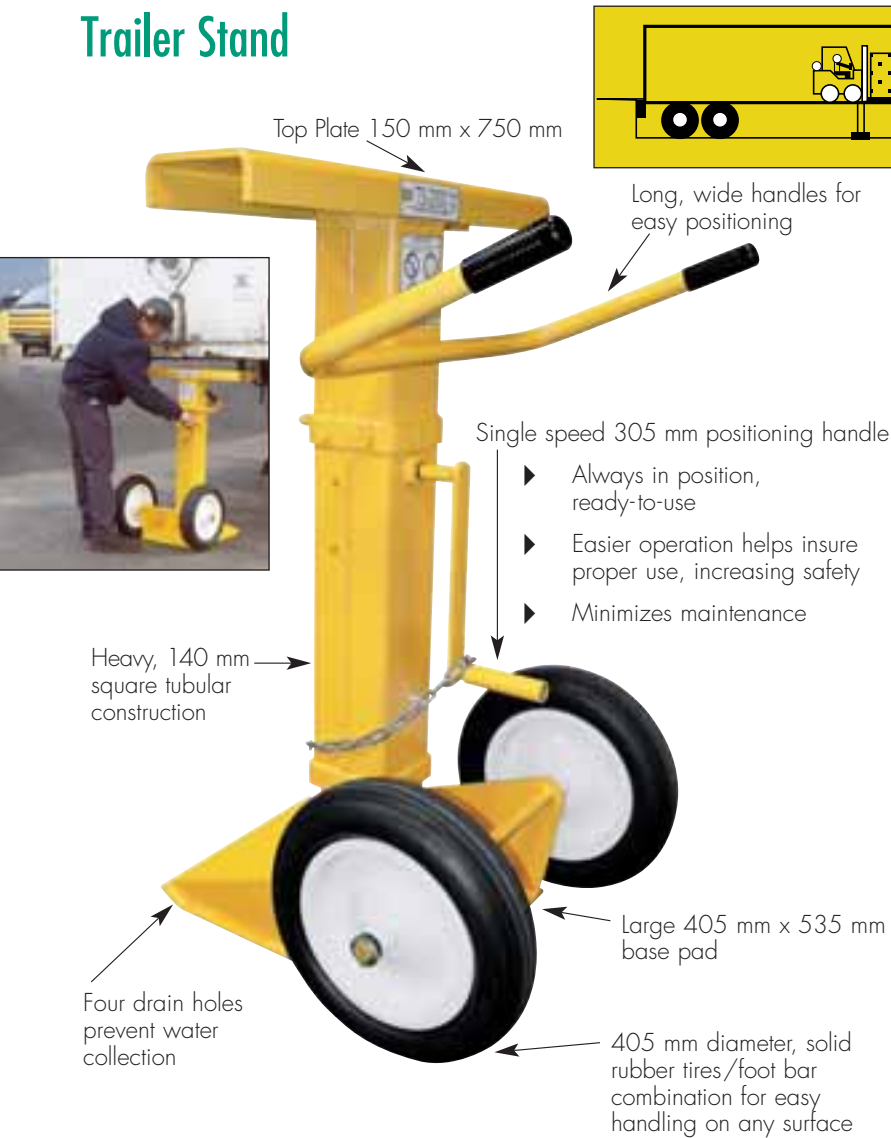 Trailer Stand
Top Plate 150 mm x 750 mm
Long, wide handles for
easy positioning
Single speed 305 mm positioning handle
Always in position,
ready-to-use
Easier operation helps insure
proper use, increasing safety
Minimizes maintenance
Heavy, 140 mm
square tubular
construction
Large 405 mm x 535 mm
base pad
Four drain holes
prevent water
collection
405 mm diameter, solid
rubber tires/foot bar
combination for easy
handling on any surface